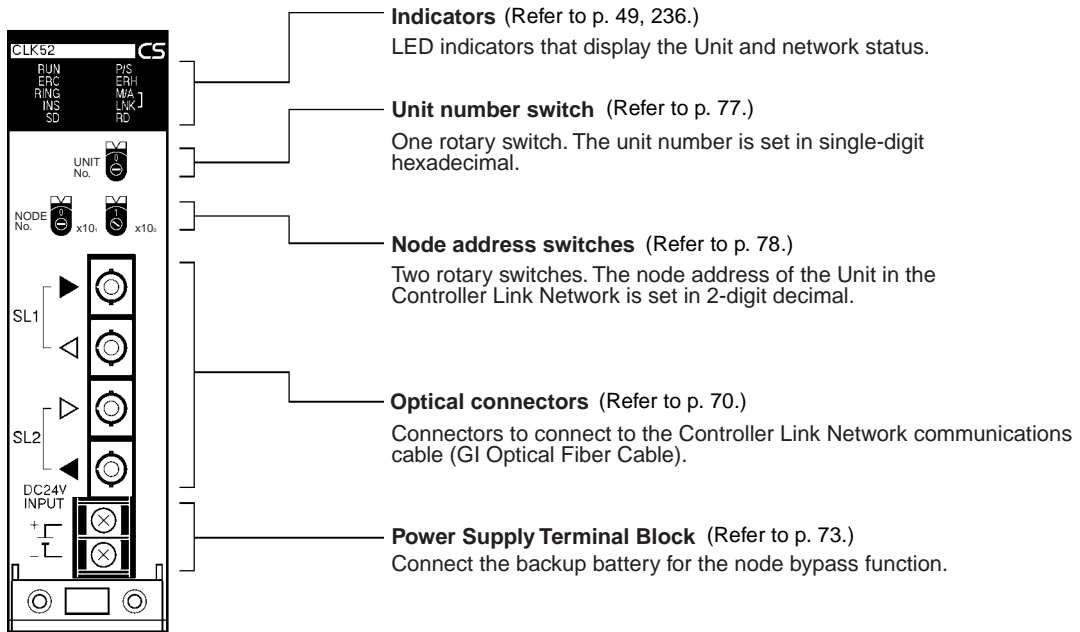 CLK52
CS
RUN P/S
ERC ERH
RING M/A
INS LNK
SD RD
UNIT
No.
0
NODE
No.
0
x10₁
1
x10₀
SL1
SL2
DC24V
INPUT
+
−
Indicators (Refer to p. 49, 236.)
LED indicators that display the Unit and network status.
Unit number switch (Refer to p. 77.)
One rotary switch. The unit number is set in single-digit
hexadecimal.
Node address switches (Refer to p. 78.)
Two rotary switches. The node address of the Unit in the
Controller Link Network is set in 2-digit decimal.
Optical connectors (Refer to p. 70.)
Connectors to connect to the Controller Link Network communications
cable (GI Optical Fiber Cable).
Power Supply Terminal Block (Refer to p. 73.)
Connect the backup battery for the node bypass function.